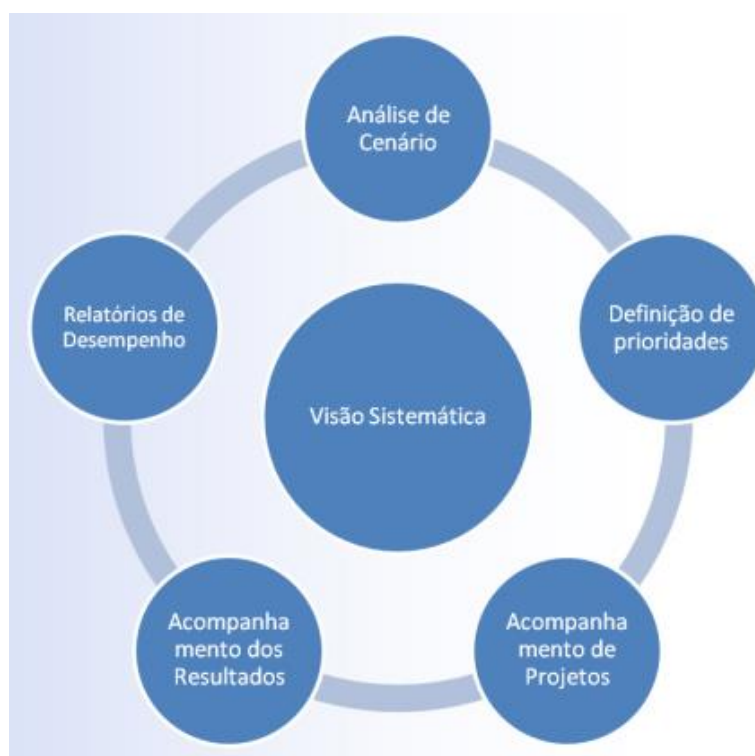 Análise de
Cenário
Definição de
prioridades
Acompanha
mento de
Projetos
Acompanha
mento dos
Resultados
Relatórios de
Desempenho
Visão Sistemática